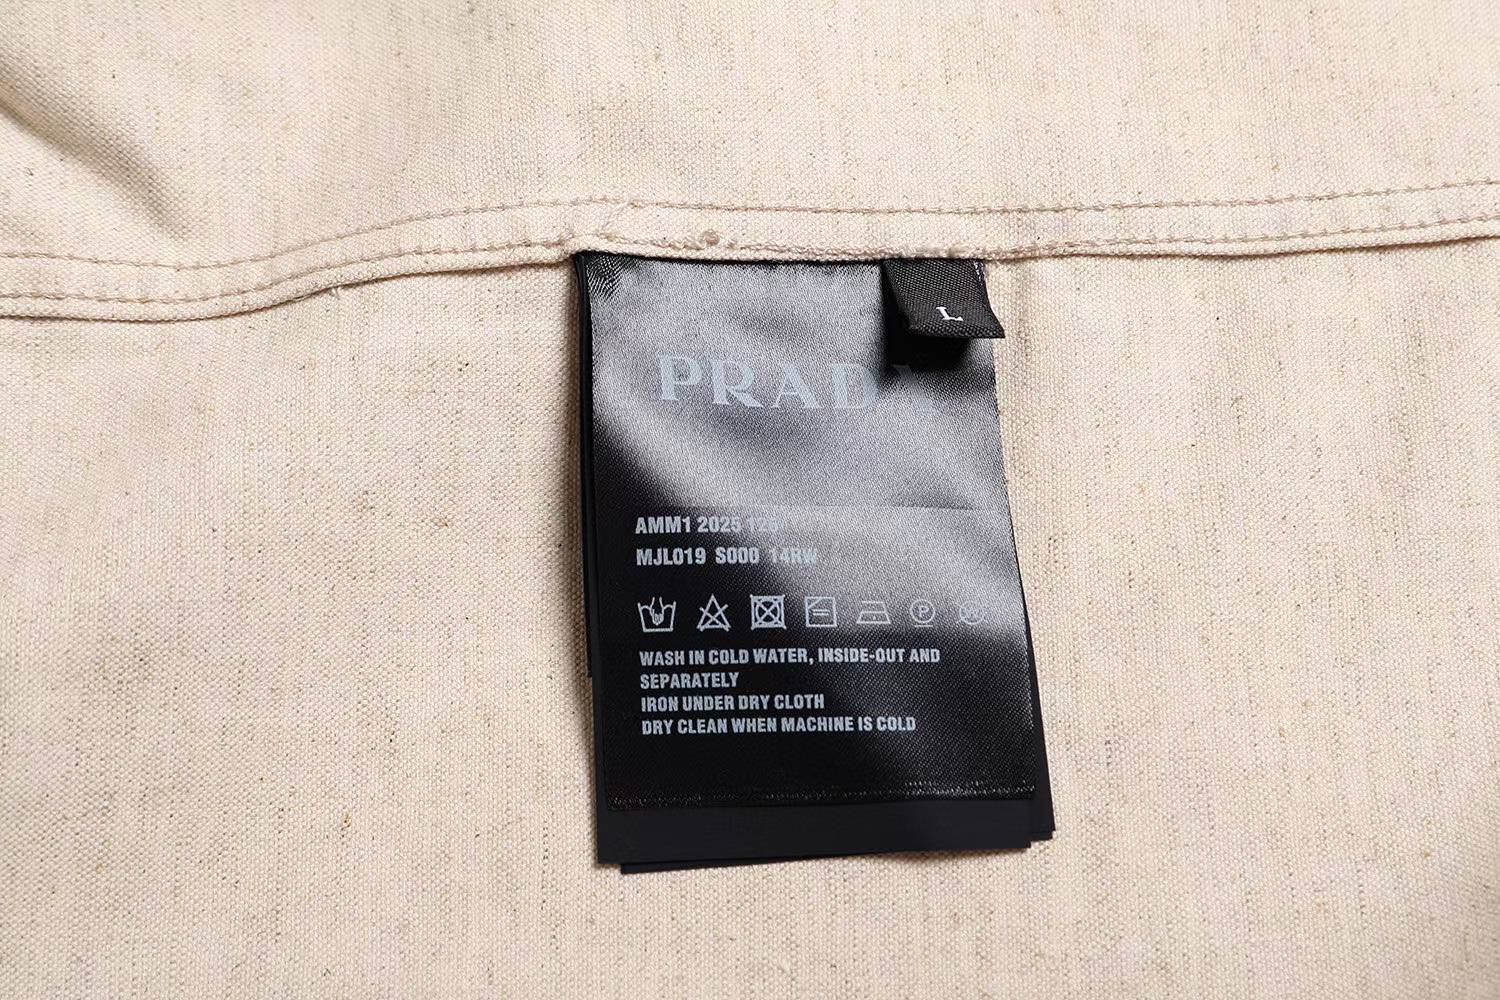 L
PRADA
AMM1 2025
MJL019 S000 14RW
P
W
WASH IN COLD WATER, INSIDE-OUT AND
SEPARATELY
IRON UNDER DRY CLOTH
DRY CLEAN WHEN MACHINE IS COLD